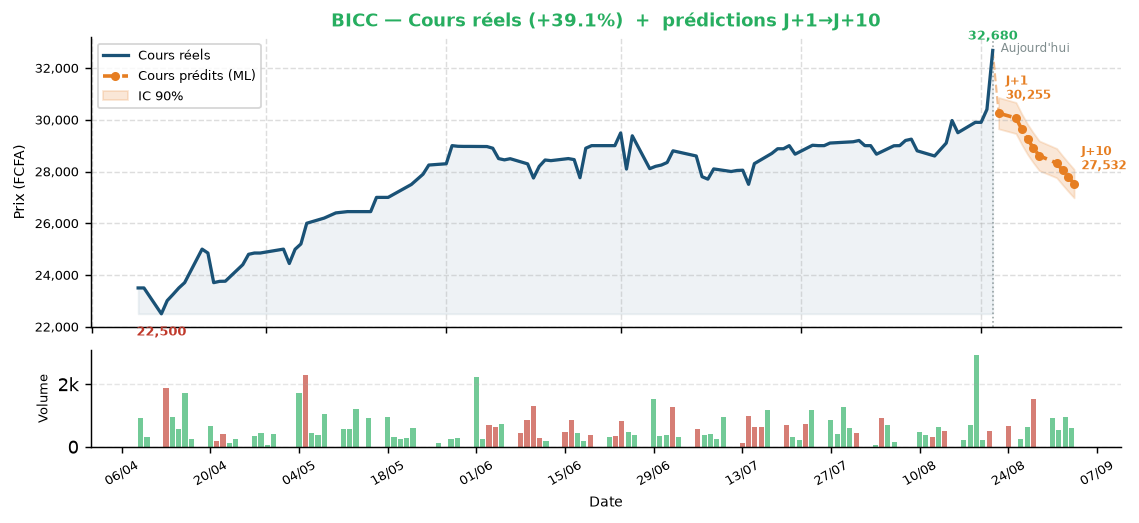 BICC — Cours réels (+39.1%) + prédictions J+1→J+10
32,680
Aujourd'hui
Cours réels
Cours prédits (ML)
IC 90%
J+1
30,255
J+10
27,532
22,500
Prix (FCFA)
32,000
30,000
28,000
26,000
24,000
22,000
Volume
2k
0
06/04 20/04 04/05 18/05 01/06 15/06 29/06 13/07 27/07 10/08 24/08 07/09
Date